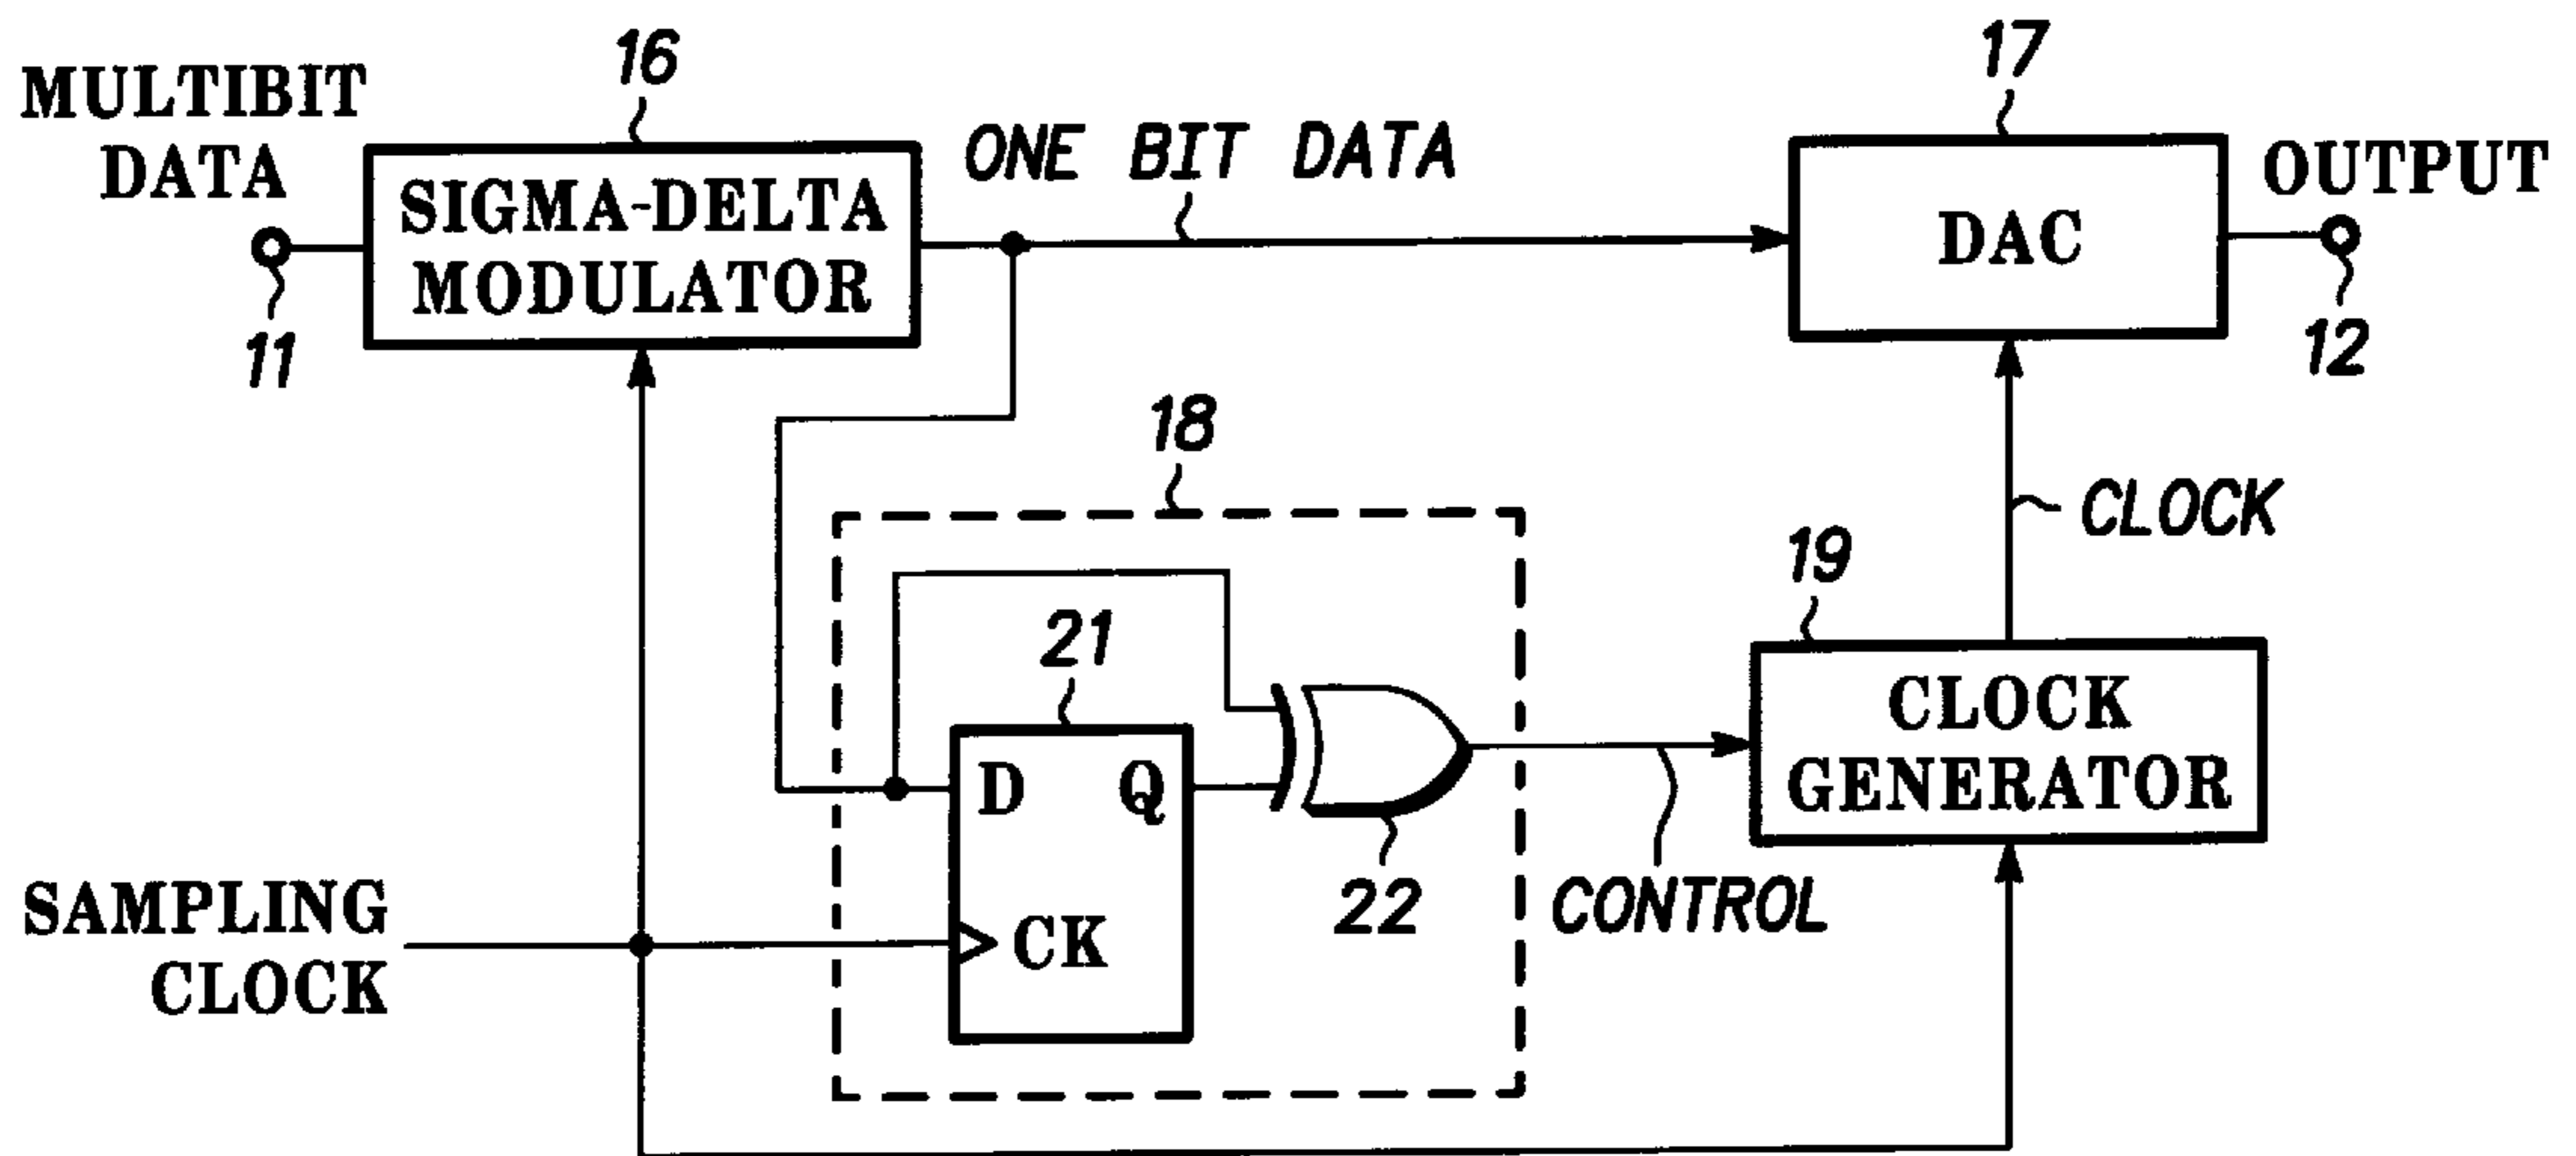 MULTIBIT
DATA
11
16
SIGMA-DELTA
MODULATOR
ONE BIT DATA
17
DAC
OUTPUT
12
18
21
D Q
CK
22
CONTROL
19
CLOCK
GENERATOR
CLOCK
SAMPLING
CLOCK